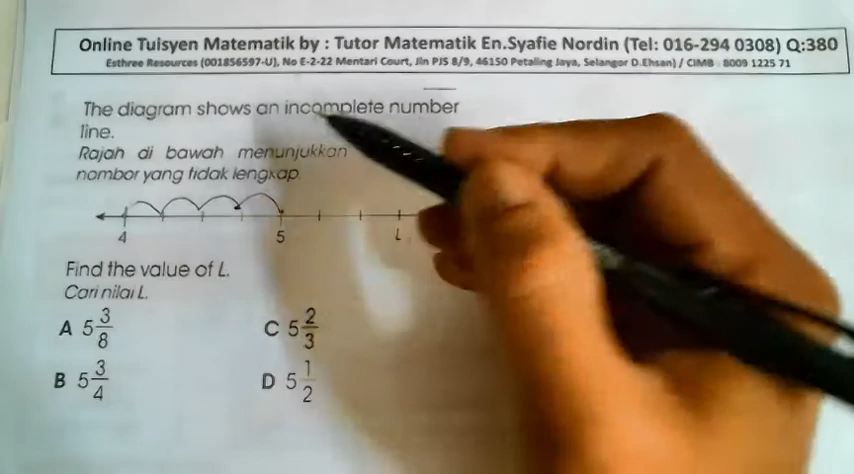 Online Tuisyen Matematik by : Tutor Matematik En.Syafie Nordin (Tel: 016-294 0308) Q:380
Esthree Resources (001856597-U), No E-2-22 Mentari Court, Jln PJS 8/9, 46150 Petaling Jaya, Selangor D.Ehsan) / CIMB : 8009 1225 71
The diagram shows an incomplete number
line.
Rajah di bawah menunjukkan
nombor yang tidak lengkap.
4 5 L
Find the value of L.
Cari nilai L.
A 5 3/8 C 5 2/3
B 5 3/4 D 5 1/2